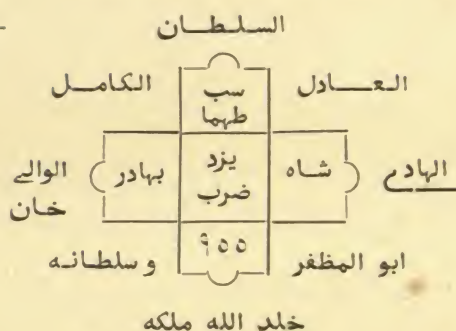 السلطان
العادل سب الكامل
طهما
الهادي شاه يزد بهادر الوالي
ضرب خان
ابو المظفر ٩٥٥ وسلطانه
خلد الله ملكه